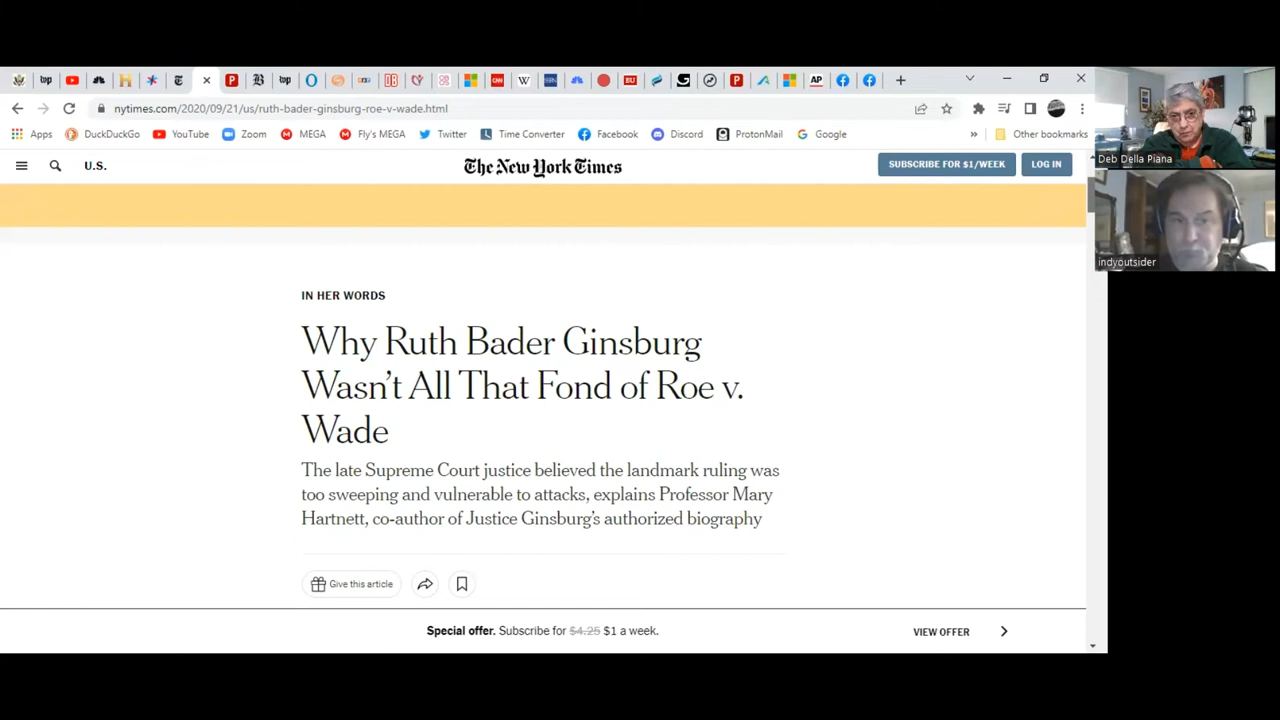 nytimes.com/2020/09/21/us/ruth-bader-ginsburg-roe-v-wade.html
Apps DuckDuckGo YouTube Zoom MEGA Fly's MEGA Twitter Time Converter Facebook Discord ProtonMail Google » Other bookmarks
U.S. The New York Times SUBSCRIBE FOR $1/WEEK LOG IN
Deb Della Piana
indyoutsider
IN HER WORDS
Why Ruth Bader Ginsburg
Wasn't All That Fond of Roe v.
Wade
The late Supreme Court justice believed the landmark ruling was
too sweeping and vulnerable to attacks, explains Professor Mary
Hartnett, co-author of Justice Ginsburg's authorized biography
Give this article
Special offer. Subscribe for $4.25 $1 a week. VIEW OFFER